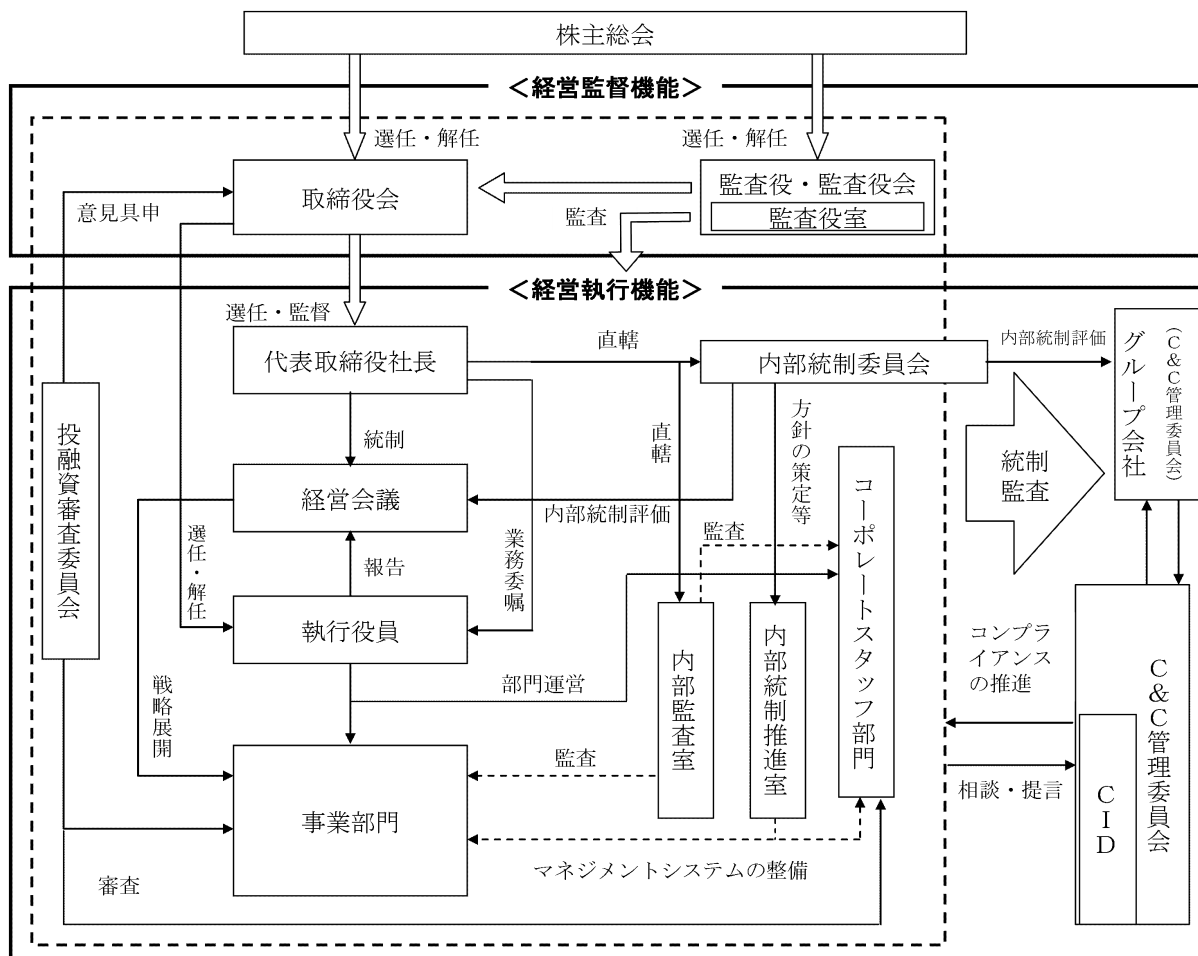 株主総会
＜経営監督機能＞
選任・解任
選任・解任
取締役会
監査役・監査役会
監査役室
意見具申
監査
＜経営執行機能＞
選任・監督
代表取締役社長
直轄
内部統制委員会
内部統制評価
グループ会社
（C&C管理委員会）
統制
直轄
方針の策定等
統制
監査
投融資審査委員会
経営会議
内部統制評価
コーポレートスタッフ部門
選任・解任
報告
業務委嘱
監査
執行役員
内部監査室
内部統制推進室
コンプラ
イアンス
の推進
C&C管理委員会
部門運営
戦略展開
監査
相談・提言
CID
事業部門
マネジメントシステムの整備
審査